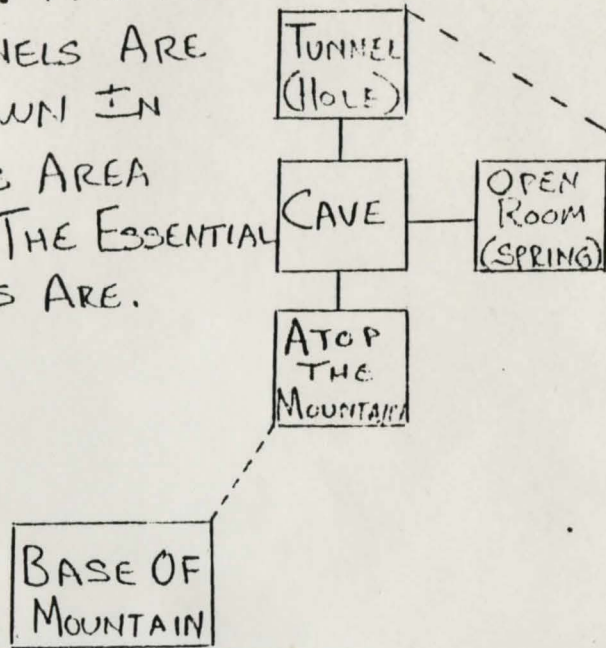 NELS ARE
WN IN
AREA
THE ESSENTIAL
S ARE.
TUNNEL
(HOLE)
CAVE
OPEN
ROOM
(SPRING)
ATOP
THE
MOUNTAIN
BASE OF
MOUNTAIN